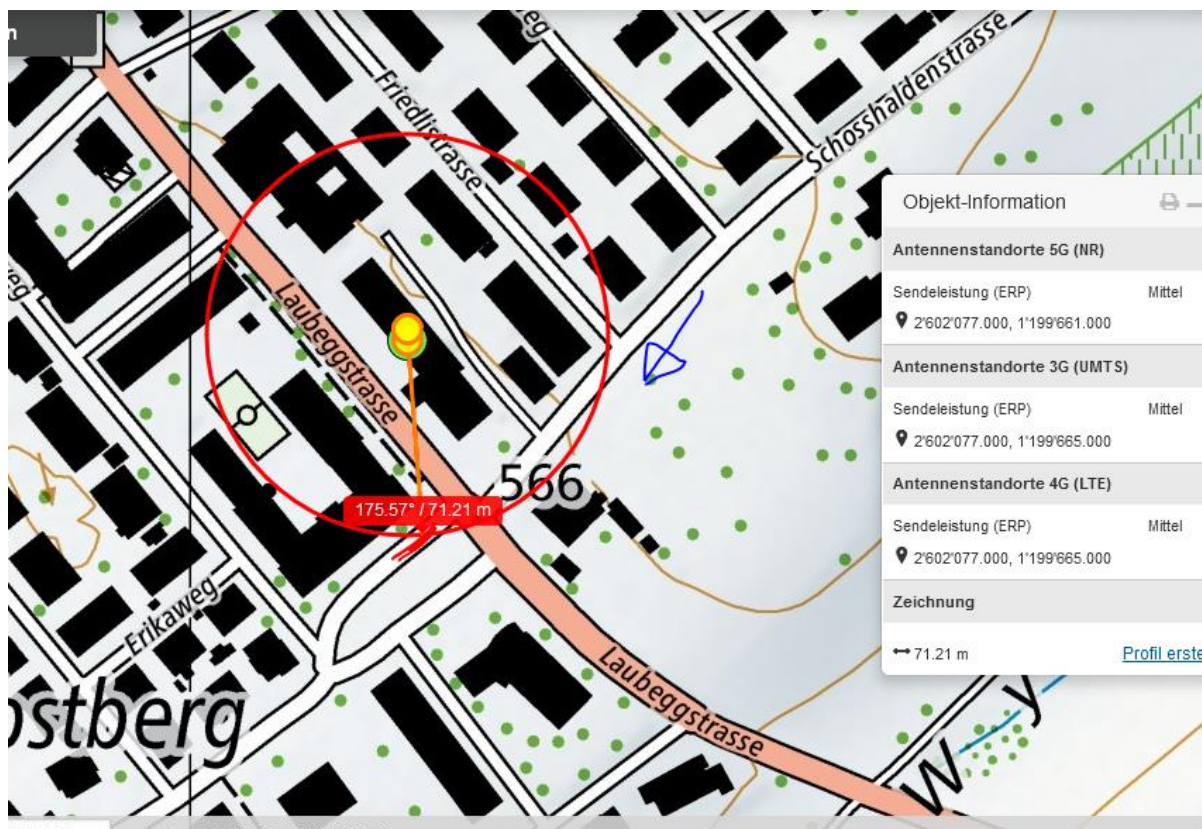 n
eg
Friedlistrasse
Schosshaldenstrasse
weg
Laubeggstrasse
566
175.57° / 71.21 m
Erikaweg
ostberg
Laubeggstrasse
W y
Objekt-Information
Antennenstandorte 5G (NR)
Sendeleistung (ERP) Mittel
2'602'077.000, 1'199'661.000
Antennenstandorte 3G (UMTS)
Sendeleistung (ERP) Mittel
2'602'077.000, 1'199'665.000
Antennenstandorte 4G (LTE)
Sendeleistung (ERP) Mittel
2'602'077.000, 1'199'665.000
Zeichnung
71.21 m Profil erste